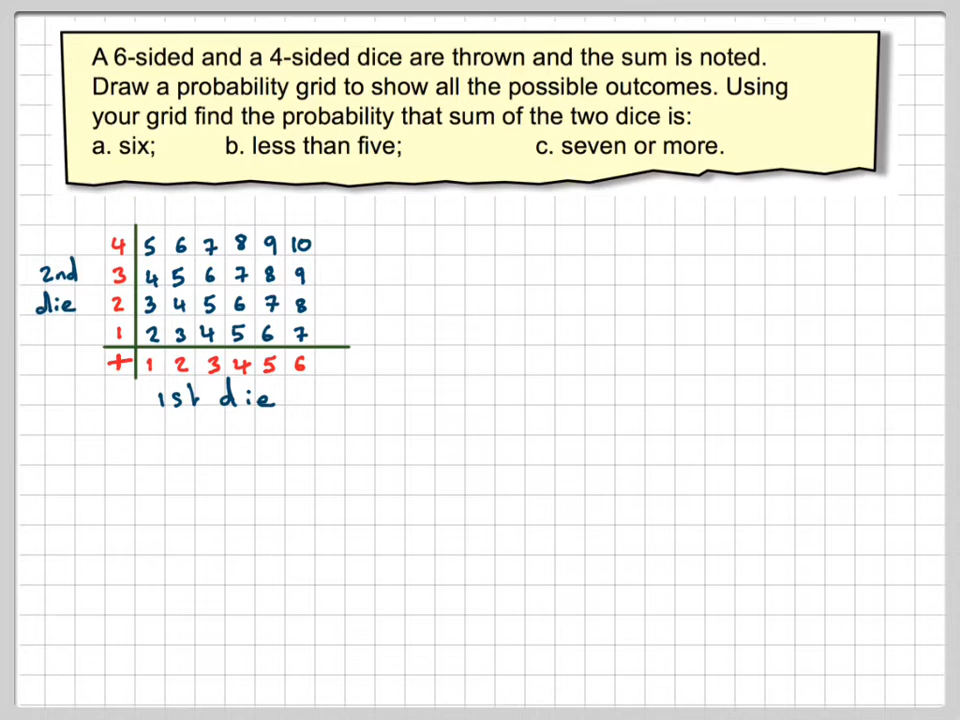 A 6-sided and a 4-sided dice are thrown and the sum is noted.
Draw a probability grid to show all the possible outcomes. Using
your grid find the probability that sum of the two dice is:
a. six; b. less than five; c. seven or more.
4 5 6 7 8 9 10
2nd 3 4 5 6 7 8 9
die 2 3 4 5 6 7 8
1 2 3 4 5 6 7
+ 1 2 3 4 5 6
1st die